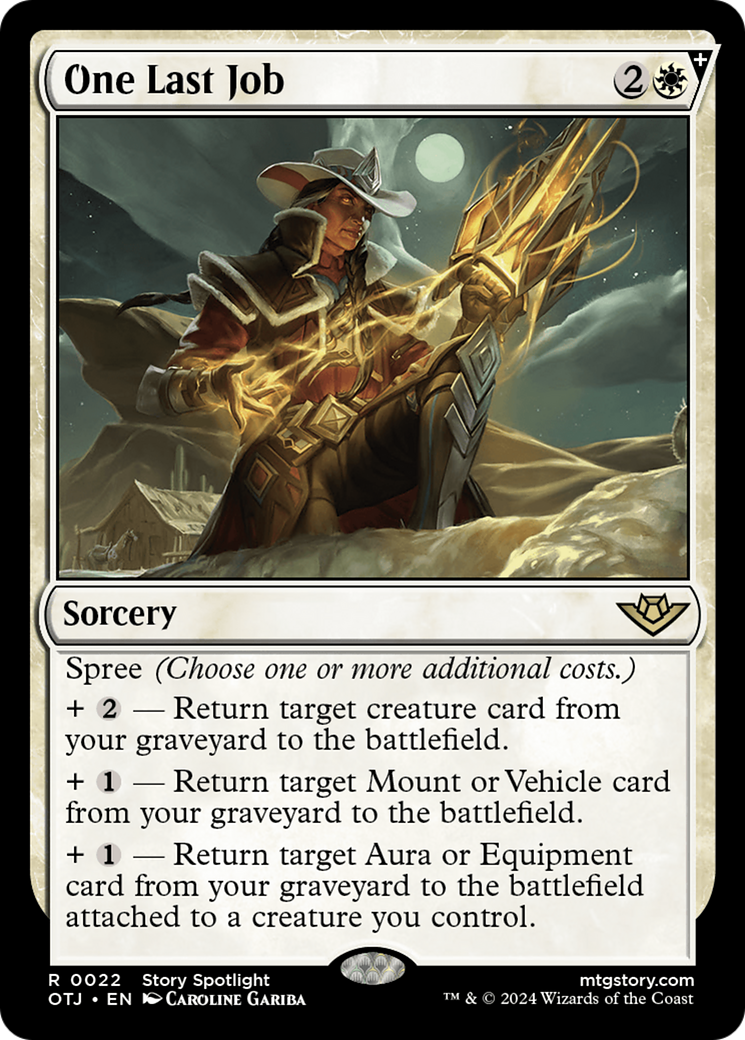 One Last Job 2
+
Sorcery
Spree (Choose one or more additional costs.)
+ 2 — Return target creature card from
your graveyard to the battlefield.
+ 1 — Return target Mount or Vehicle card
from your graveyard to the battlefield.
+ 1 — Return target Aura or Equipment
card from your graveyard to the battlefield
attached to a creature you control.
R 0022 Story Spotlight mtgstory.com
OTJ • EN Caroline Gariba ™ & © 2024 Wizards of the Coast